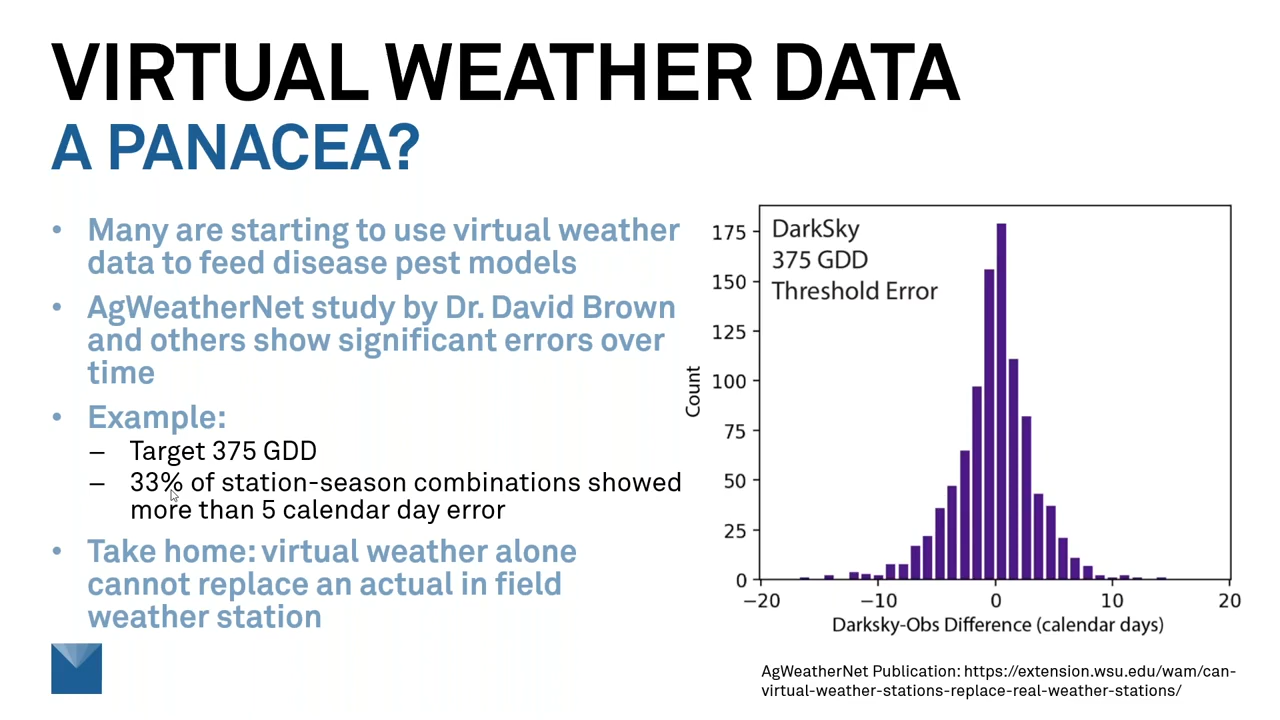 VIRTUAL WEATHER DATA
A PANACEA?
• Many are starting to use virtual weather
data to feed disease pest models
• AgWeatherNet study by Dr. David Brown
and others show significant errors over
time
• Example:
– Target 375 GDD
– 33% of station-season combinations showed
more than 5 calendar day error
• Take home: virtual weather alone
cannot replace an actual in field
weather station
DarkSky
375 GDD
Threshold Error
Count
175
150
125
100
75
50
25
0
−20 −10 0 10 20
Darksky-Obs Difference (calendar days)
AgWeatherNet Publication: https://extension.wsu.edu/wam/can-
virtual-weather-stations-replace-real-weather-stations/